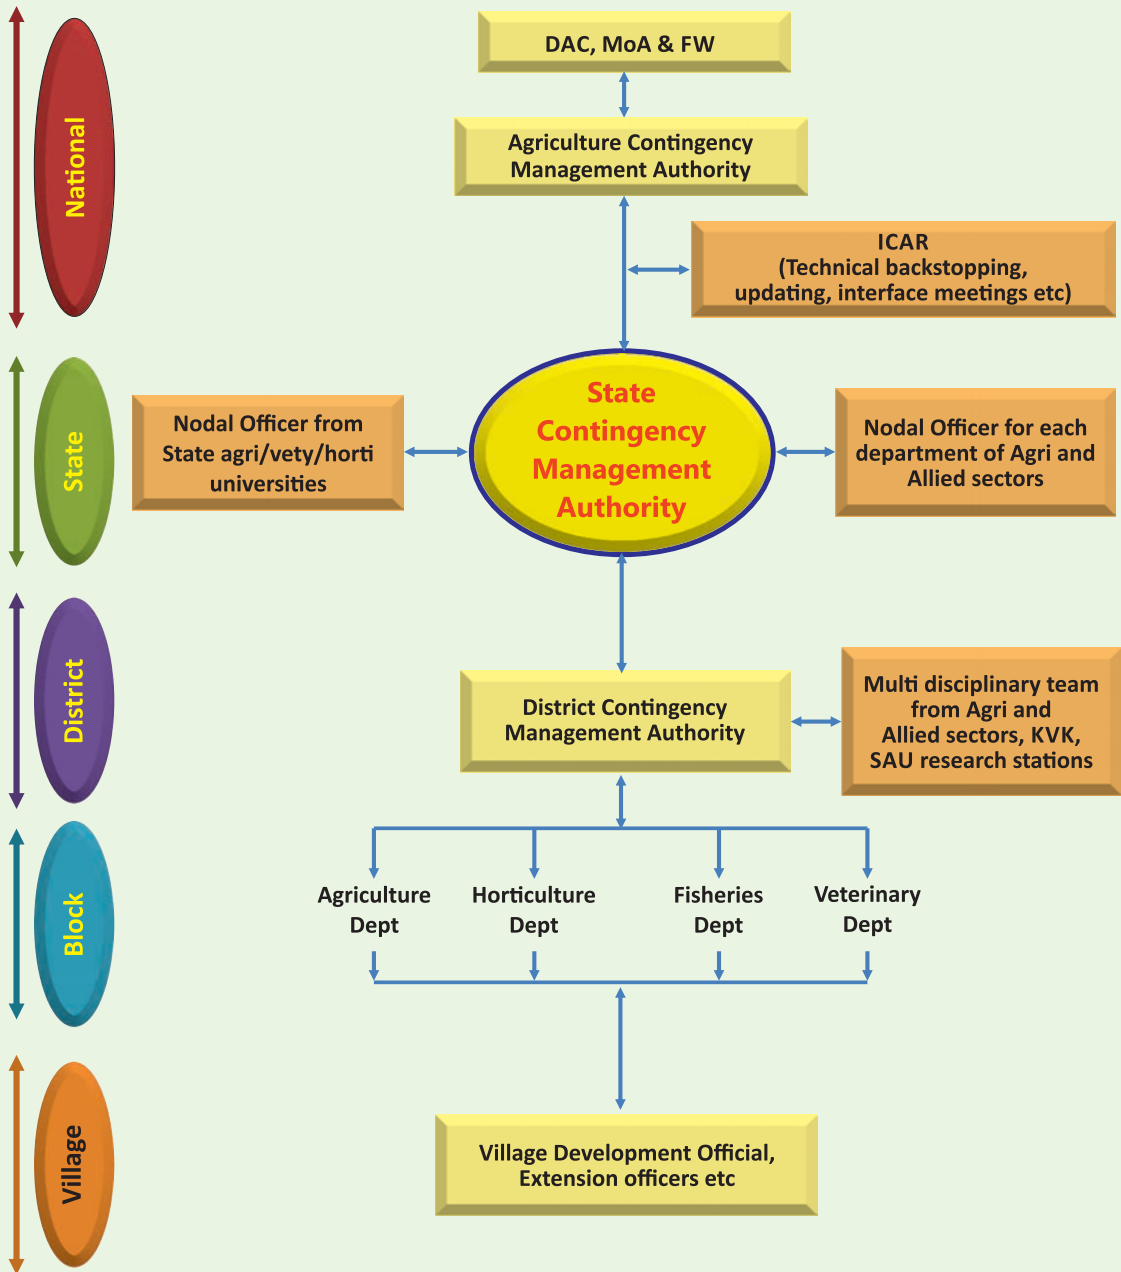 National
DAC, MoA & FW
Agriculture Contingency
Management Authority
ICAR
(Technical backstopping,
updating, interface meetings etc)
State
Nodal Officer from
State agri/vety/horti
universities
State
Contingency
Management
Authority
Nodal Officer for each
department of Agri and
Allied sectors
District
District Contingency
Management Authority
Multi disciplinary team
from Agri and
Allied sectors, KVK,
SAU research stations
Block
Agriculture
Dept
Horticulture
Dept
Fisheries
Dept
Veterinary
Dept
Village
Village Development Official,
Extension officers etc